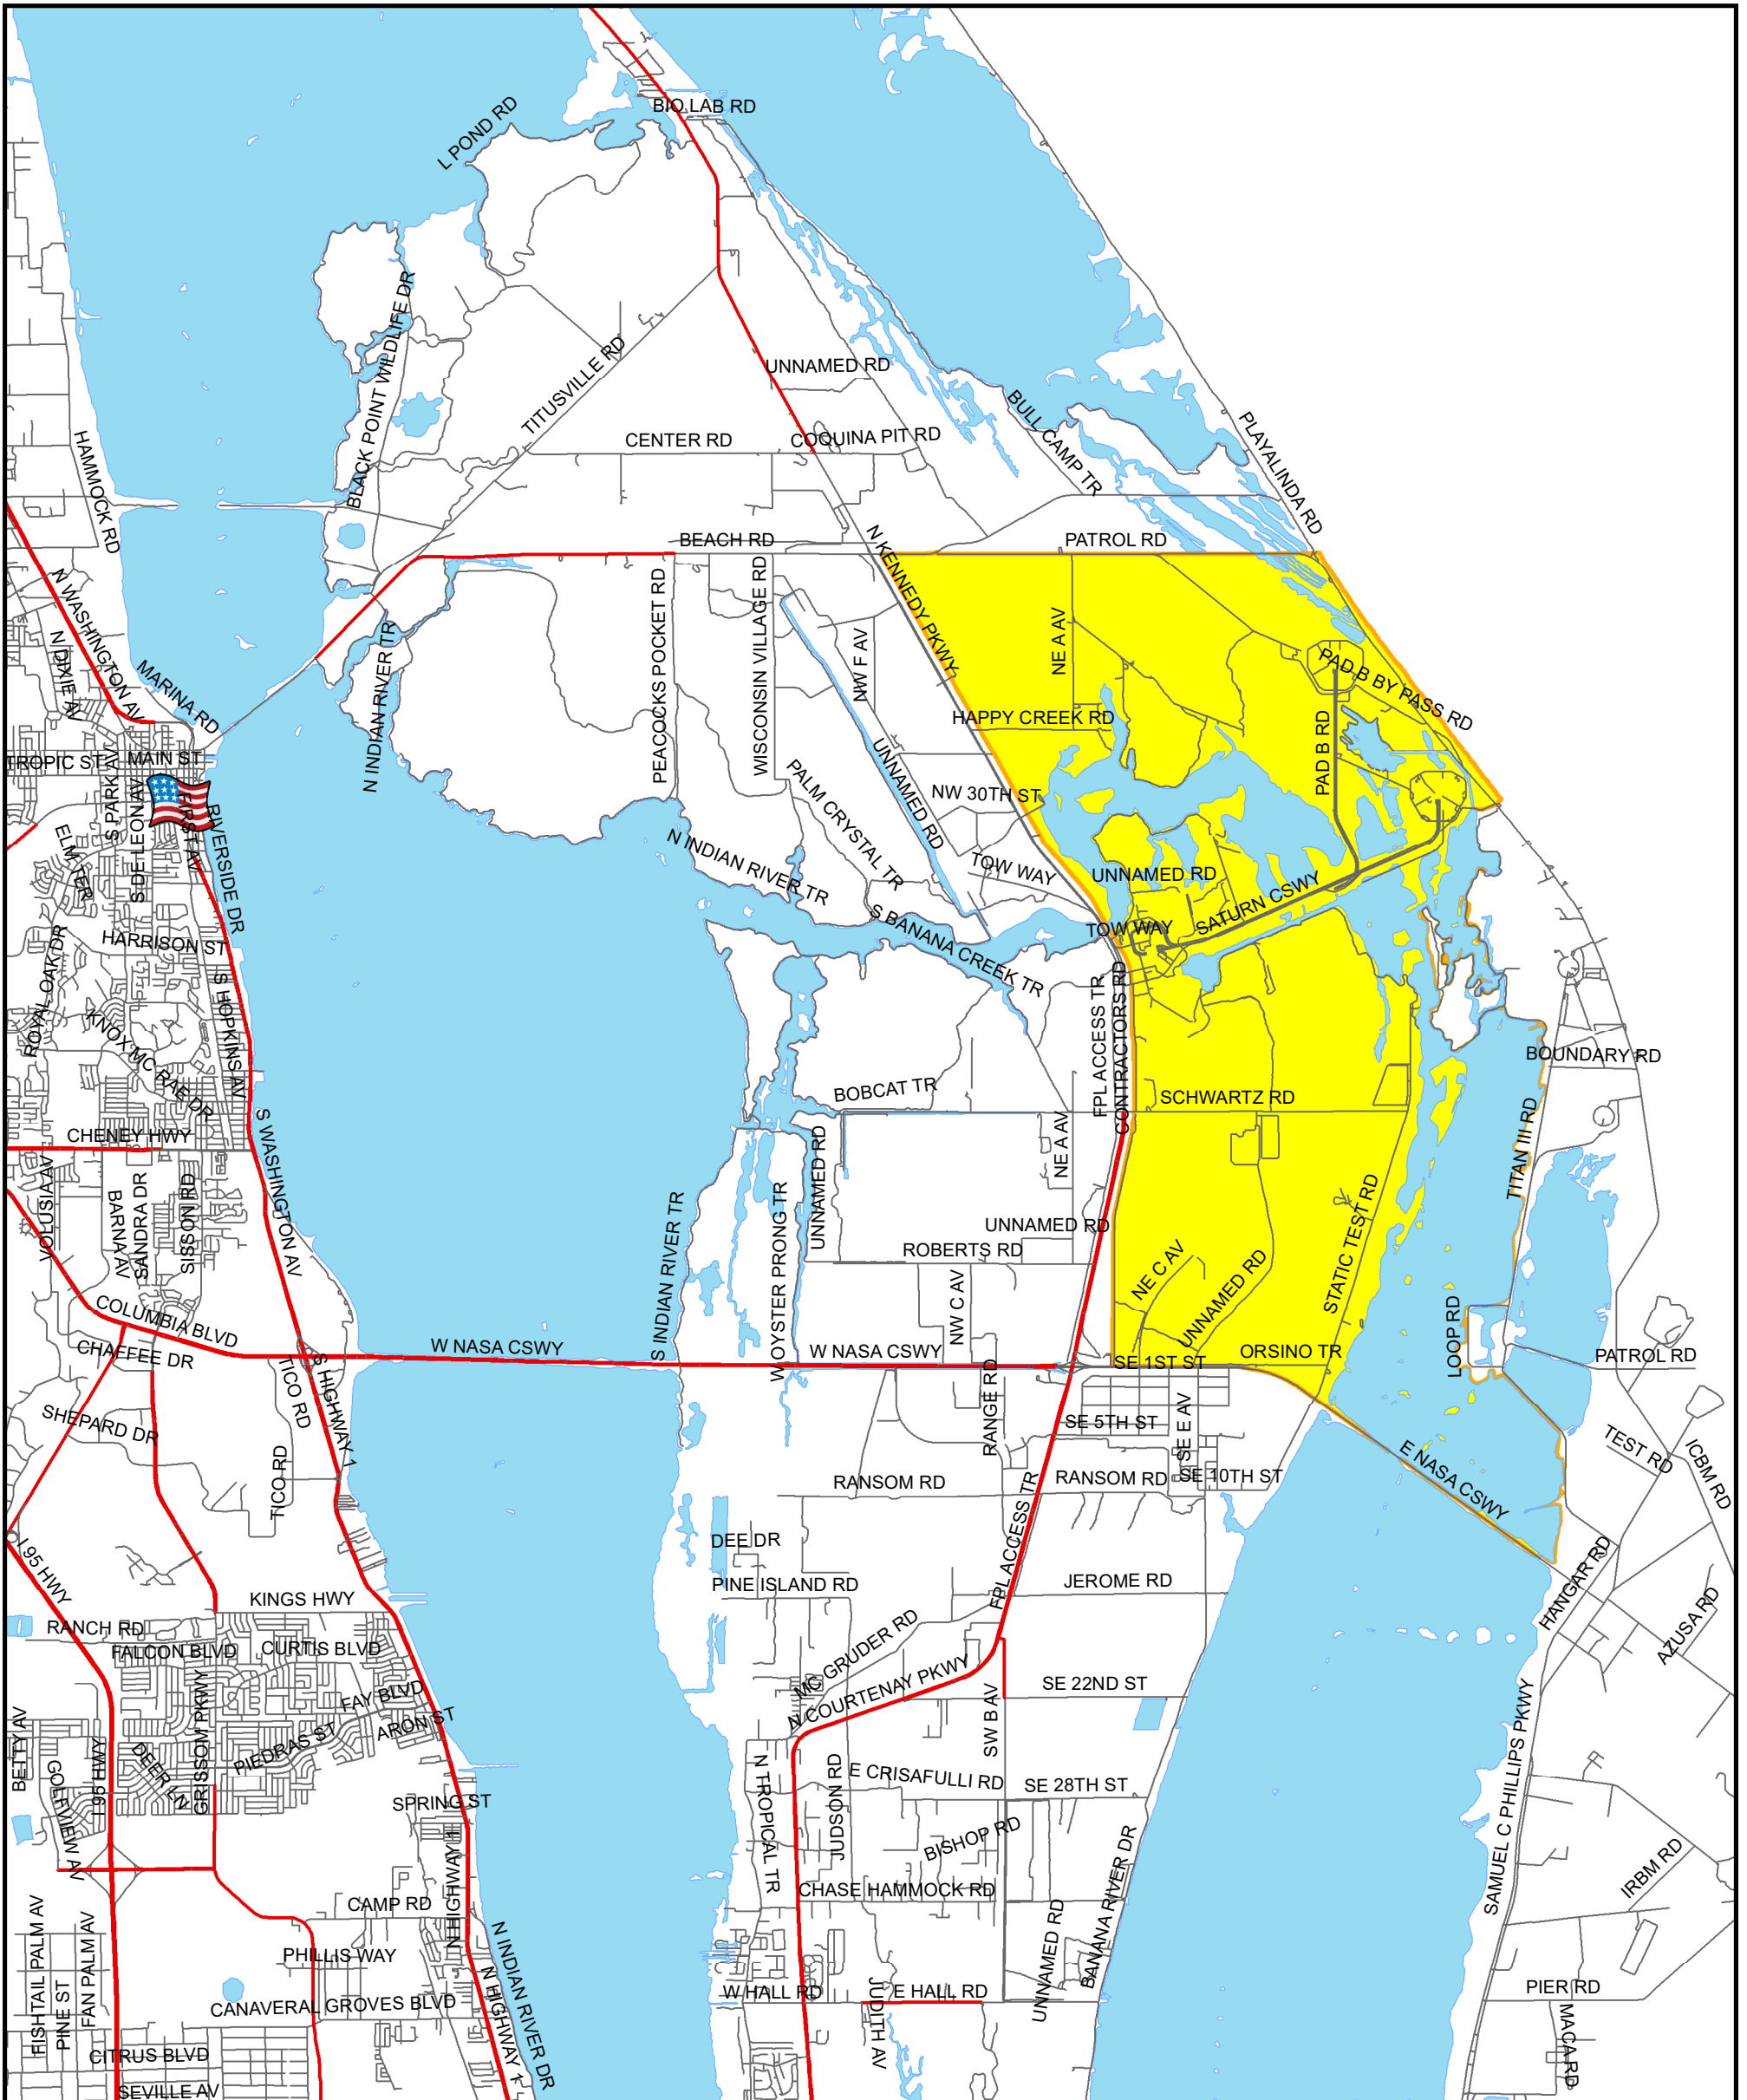 BIO LAB RD
L POND RD
BLACK POINT WILDLIFE DR
TITUSVILLE RD
UNNAMED RD
CENTER RD
COQUINA PIT RD
BULL CAMP TR
PLAYALINDA RD
HAMMOCK RD
BEACH RD
N KENNEDY PKWY
PATROL RD
N WASHINGTON AV
N DIXIE AV
MARINA RD
N INDIAN RIVER TR
PEACOCKS POCKET RD
WISCONSIN VILLAGE RD
NW F AV
NE A AV
PAD B BY PASS RD
HAPPY CREEK RD
PAD B RD
TROPIC ST
MAIN ST
S PARK AV
S DE LEON AV
FIRST AV
RIVERSIDE DR
ELM TER
UNNAMED RD
PALM CRYSTAL TR
NW 30TH ST
N INDIAN RIVER TR
TOW WAY
UNNAMED RD
SATURN CSWY
TOW WAY
S BANANA CREEK TR
HARRISON ST
ROYAL OAK DR
S HOPKINS AV
KNOX MC RAE DR
FPL ACCESS TR
CONTRACTORS RD
BOUNDARY RD
BOBCAT TR
SCHWARTZ RD
CHENEY HWY
S WASHINGTON AV
UNNAMED RD
NE A AV
TITAN III RD
VOLUSIA AV
BARNA AV
SANDRA DR
SISSON RD
S INDIAN RIVER TR
W OYSTER PRONG TR
UNNAMED RD
ROBERTS RD
NE C AV
UNNAMED RD
STATIC TEST RD
NW C AV
LOOP RD
COLUMBIA BLVD
CHAFFEE DR
W NASA CSWY
W NASA CSWY
SE 1ST ST
ORSINO TR
PATROL RD
TICO RD
S HIGHWAY 1
RANGE RD
SHEPARD DR
SE 5TH ST
SE E AV
E NASA CSWY
TEST RD
ICBM RD
TICO RD
RANSOM RD
RANSOM RD
SE 10TH ST
FPL ACCESS TR
I 95 HWY
DEE DR
PINE ISLAND RD
JEROME RD
HANGAR RD
AZUSA RD
KINGS HWY
RANCH RD
FALCON BLVD
CURTIS BLVD
MC GRUDER RD
N COURTENAY PKWY
SE 22ND ST
GRISSOM PKWY
FAY BLVD
ARON ST
PIEDRAS ST
SW B AV
SAMUEL C PHILLIPS PKWY
BETTY AV
GOLFVIEW AV
I 95 HWY
DEER LN
N TROPICAL TR
JUDSON RD
E CRISAFULLI RD
SE 28TH ST
SPRING ST
BISHOP RD
BANANA RIVER DR
N HIGHWAY 1
CHASE HAMMOCK RD
IRBM RD
CAMP RD
FISHTAIL PALM AV
PINE ST
FAN PALM AV
PHILLIS WAY
N INDIAN RIVER DR
UNNAMED RD
CANAVERAL GROVES BLVD
N HIGHWAY 1
W HALL RD
JUDITH AV
E HALL RD
PIER RD
MACA RD
CITRUS BLVD
SEVILLE AV